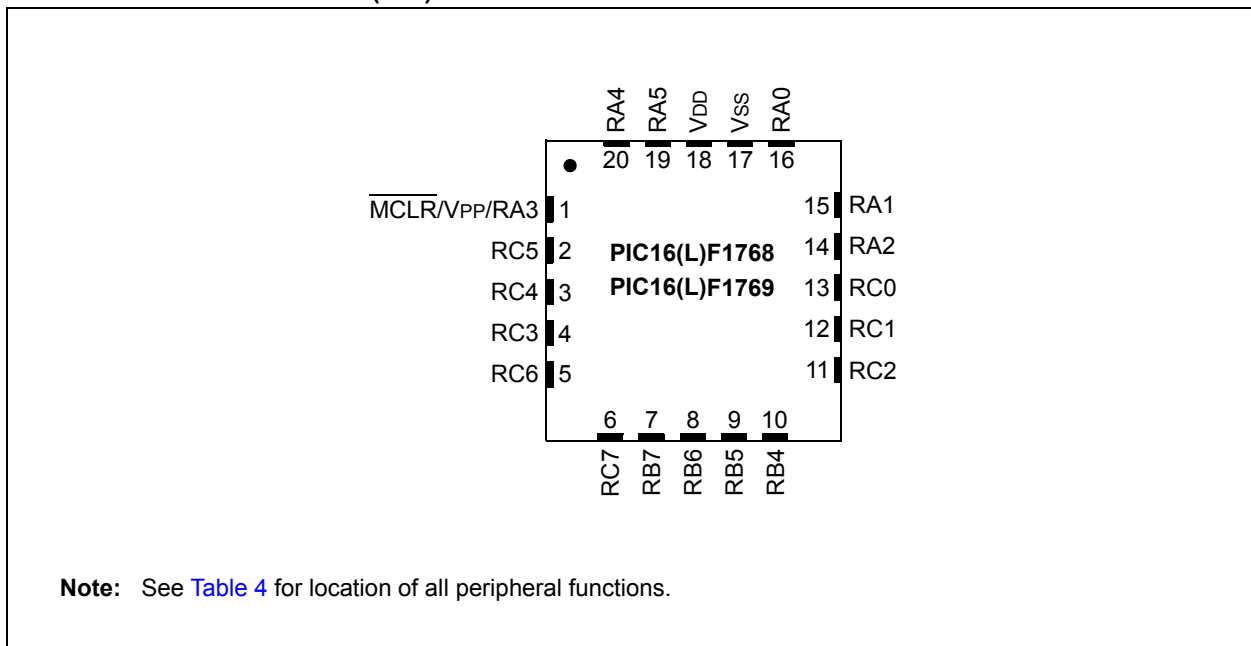 RA4 RA5 VDD VSS RA0
20 19 18 17 16
MCLR/VPP/RA3 1 15 RA1
RC5 2 PIC16(L)F1768 14 RA2
RC4 3 PIC16(L)F1769 13 RC0
RC3 4 12 RC1
RC6 5 11 RC2
6 7 8 9 10
RC7 RB7 RB6 RB5 RB4
Note: See Table 4 for location of all peripheral functions.